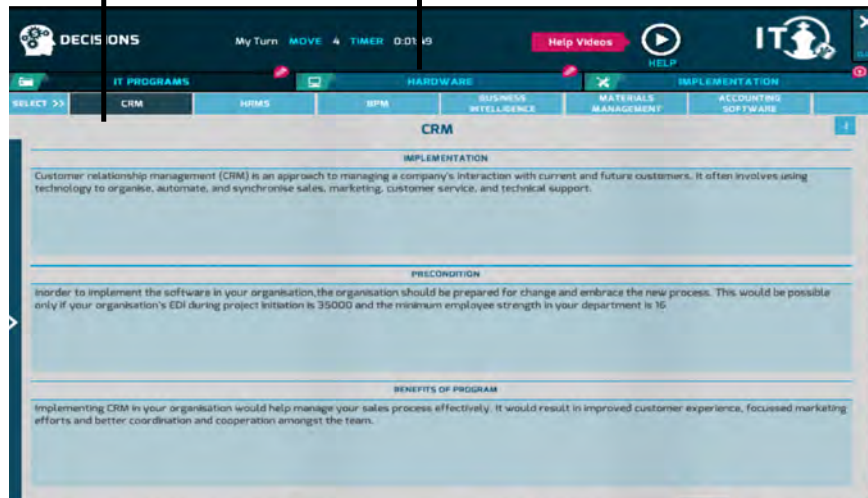 DECISIONS
My Turn MOVE 4 TIMER 0:01:49
Help Videos
HELP
IT
IT PROGRAMS
HARDWARE
IMPLEMENTATION
SELECT >>
CRM
HRMS
BPM
BUSINESS INTELLIGENCE
MATERIALS MANAGEMENT
ACCOUNTING SOFTWARE
CRM
IMPLEMENTATION
Customer relationship management (CRM) is an approach to managing a company's interaction with current and future customers. It often involves using
technology to organise, automate, and synchronise sales, marketing, customer service, and technical support.
PRECONDITION
Inorder to implement the software in your organisation,the organisation should be prepared for change and embrace the new process. This would be possible
only if your organisation's EDI during project initiation is 35000 and the minimum employee strength in your department is 16
BENEFITS OF PROGRAM
Implementing CRM in your organisation would help manage your sales process effectively. It would result in improved customer experience, focussed marketing
efforts and better coordination and cooperation amongst the team.